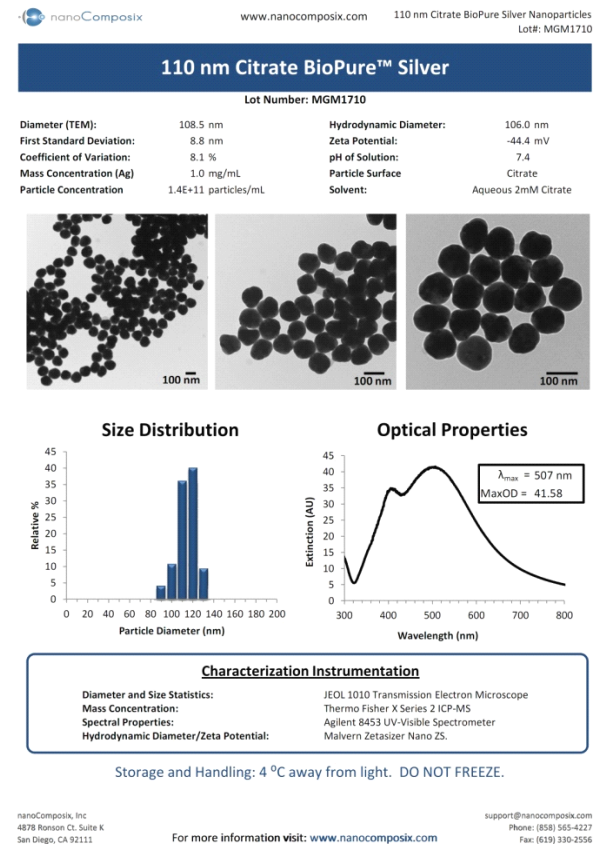 nanoComposix
www.nanocomposix.com
110 nm Citrate BioPure Silver Nanoparticles
Lot#: MGM1710
110 nm Citrate BioPure™ Silver
Lot Number: MGM1710
Diameter (TEM): 108.5 nm Hydrodynamic Diameter: 106.0 nm
First Standard Deviation: 8.8 nm Zeta Potential: -44.4 mV
Coefficient of Variation: 8.1 % pH of Solution: 7.4
Mass Concentration (Ag) 1.0 mg/mL Particle Surface Citrate
Particle Concentration 1.4E+11 particles/mL Solvent: Aqueous 2mM Citrate
100 nm 100 nm 100 nm
Size Distribution
45
40
35
30
25
20
15
10
5
0
Relative %
0 20 40 60 80 100 120 140 160 180 200
Particle Diameter (nm)
Optical Properties
45
40
35
30
25
20
15
10
5
0
Extinction (AU)
λmax = 507 nm
MaxOD = 41.58
300 400 500 600 700 800
Wavelength (nm)
Characterization Instrumentation
Diameter and Size Statistics: JEOL 1010 Transmission Electron Microscope
Mass Concentration: Thermo Fisher X Series 2 ICP-MS
Spectral Properties: Agilent 8453 UV-Visible Spectrometer
Hydrodynamic Diameter/Zeta Potential: Malvern Zetasizer Nano ZS.
Storage and Handling: 4 °C away from light. DO NOT FREEZE.
nanoComposix, Inc
4878 Ronson Ct. Suite K
San Diego, CA 92111
For more information visit: www.nanocomposix.com
support@nanocomposix.com
Phone: (858) 565-4227
Fax: (619) 330-2556